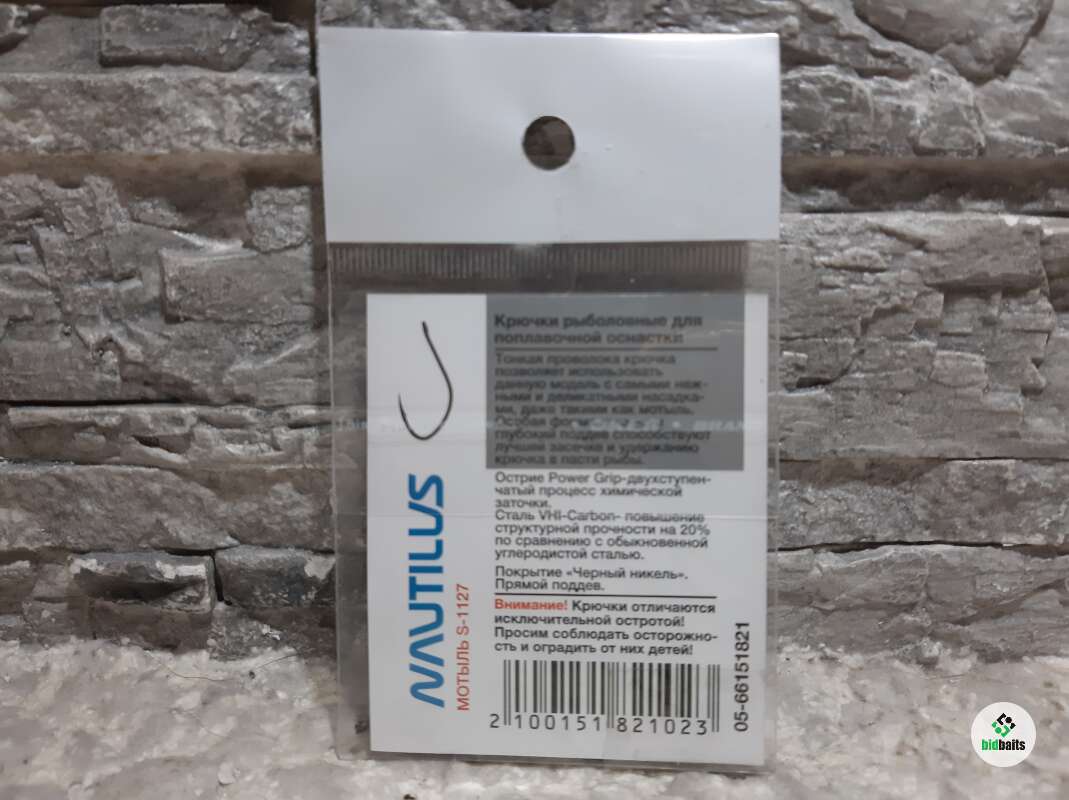 Крючки рыболовные для
поплавочной оснастки
Тонкая проволока крючка
позволяет использовать
данную модель с самыми неж-
ными и деликатными насадка-
ми, даже такими как мотыль.
Особая
глубокий поддев способствуют
лучшей засечке и удержанию
крючка в пасти рыбы.
Острие Power Grip-двухступен-
чатый процесс химической
заточки.
Сталь VHI-Carbon- повышение
структурной прочности на 20%
по сравнению с обыкновенной
углеродистой сталью.
Покрытие «Черный никель».
Прямой поддев.
Внимание! Крючки отличаются
исключительной остротой!
Просим соблюдать осторожно-
сть и оградить от них детей!
NAUTILUS
МОТЫЛЬ S-1127
2 100151 821023
05-66151821
bidbaits